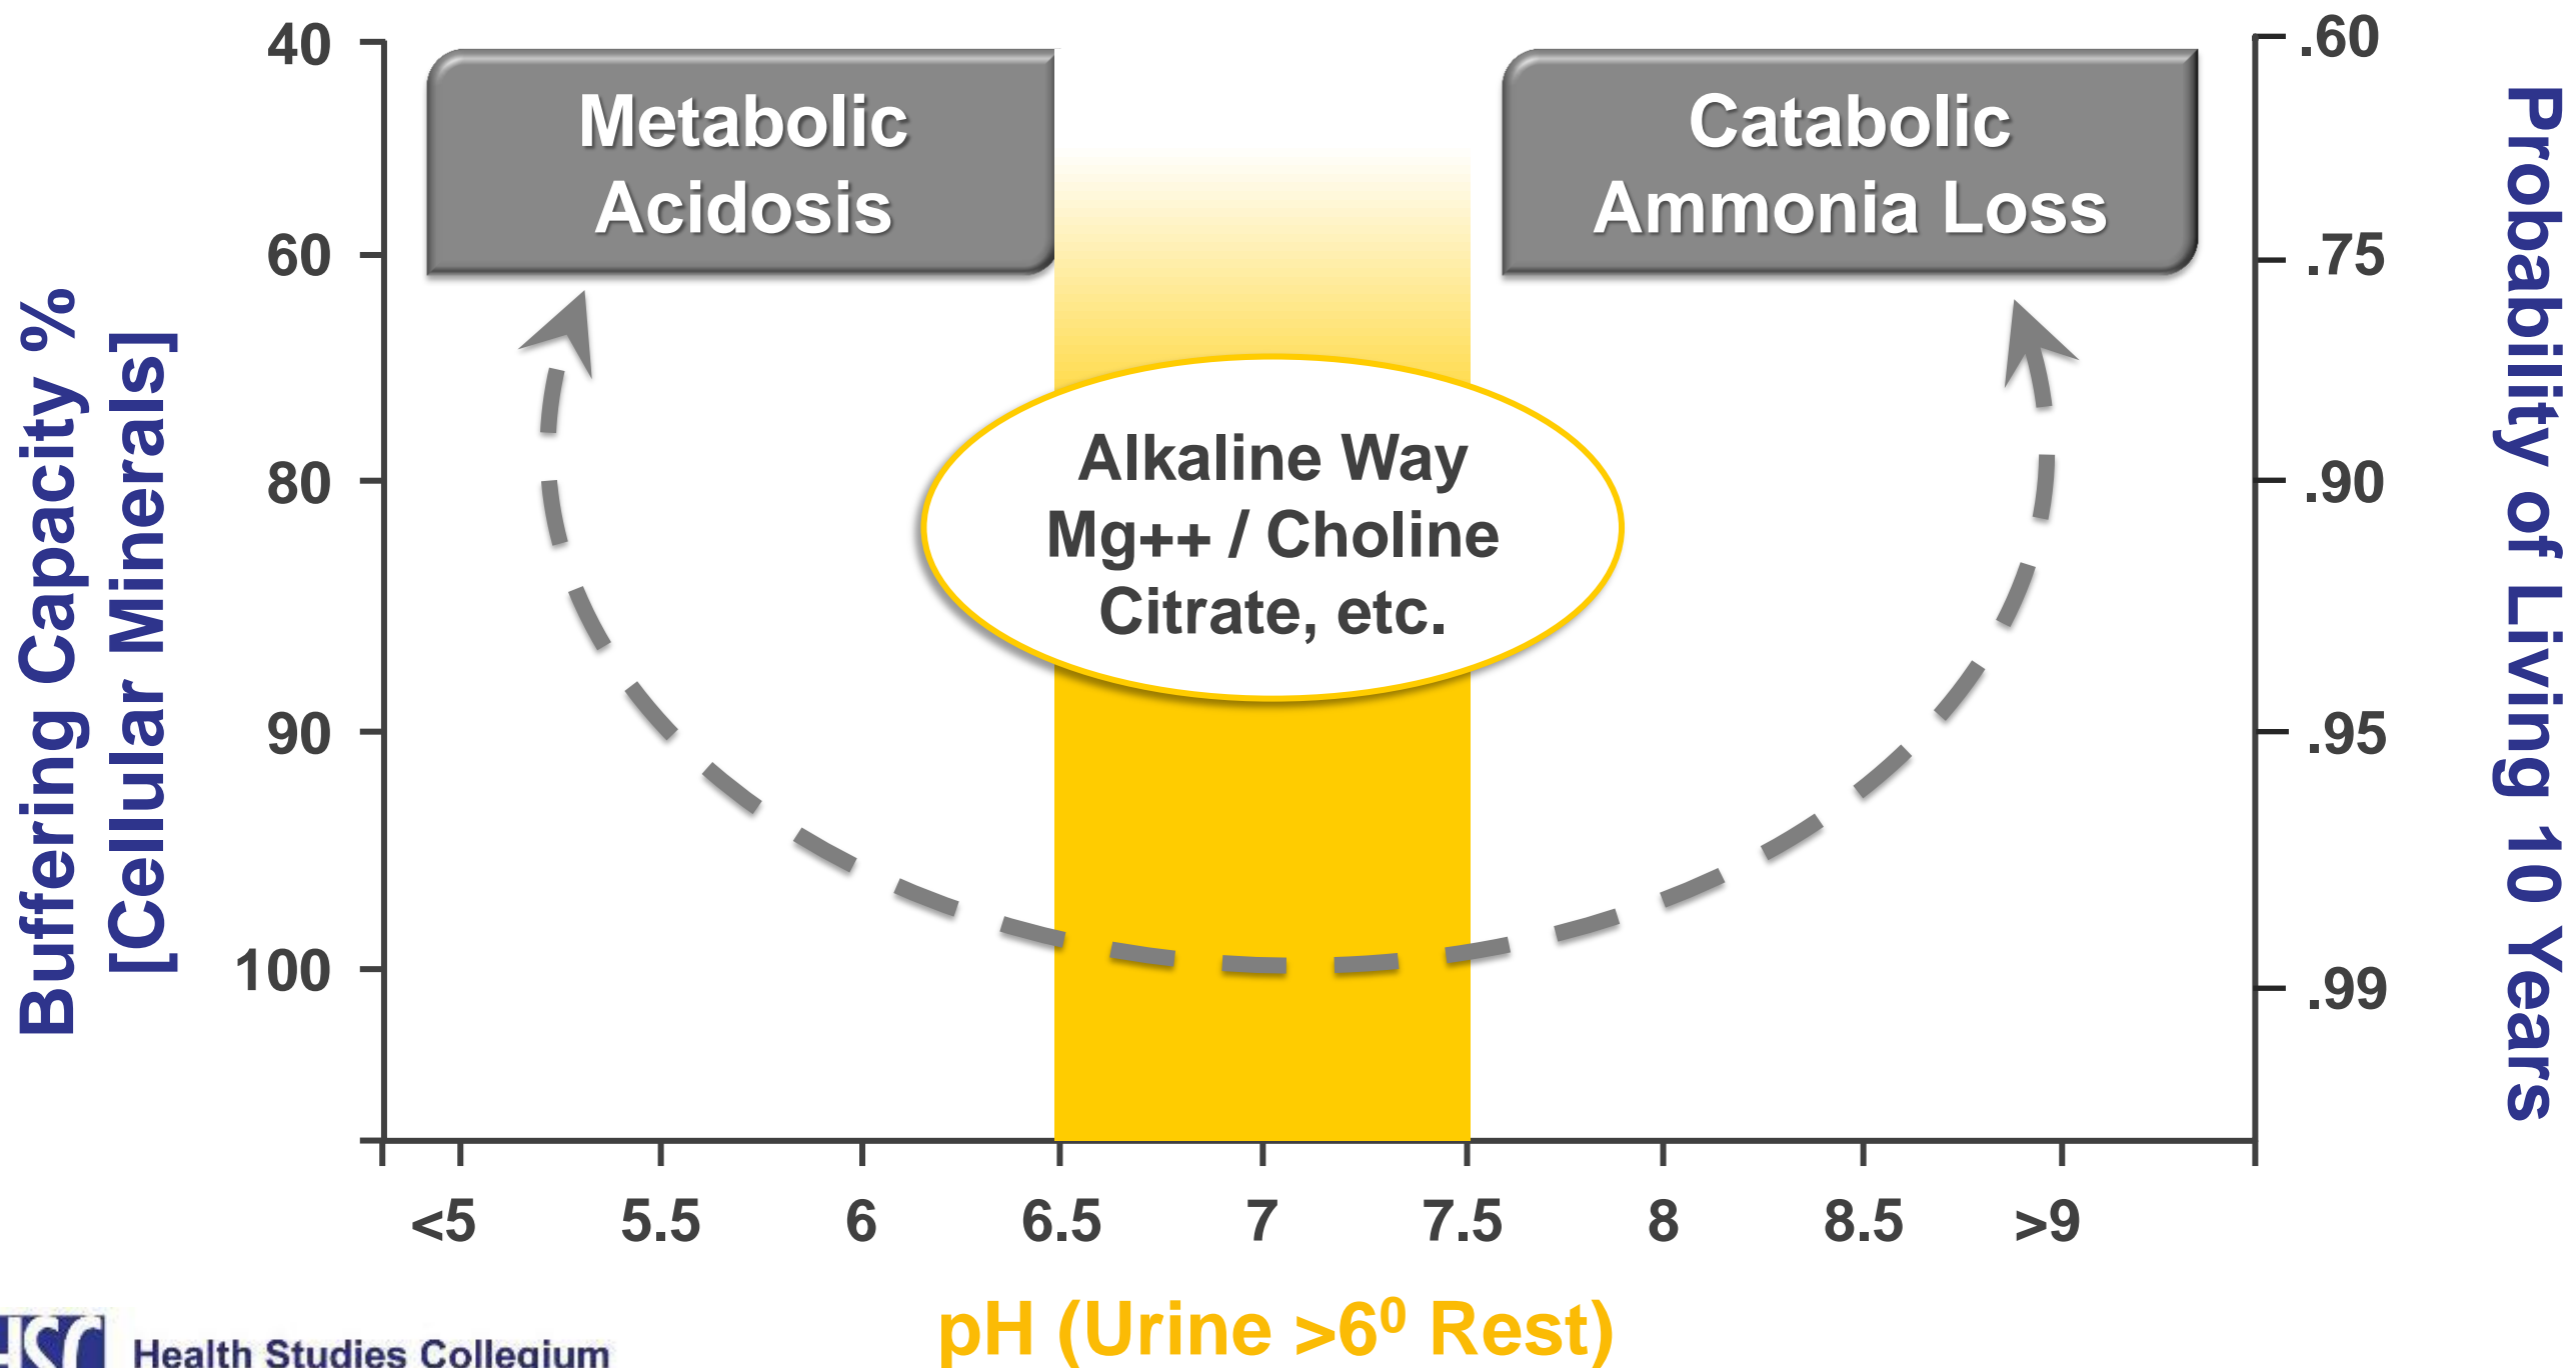 40
60
80
90
100
Buffering Capacity %
[Cellular Minerals]
Metabolic
Acidosis
Catabolic
Ammonia Loss
Alkaline Way
Mg++ / Choline
Citrate, etc.
.60
.75
.90
.95
.99
Probability of Living 10 Years
<5 5.5 6 6.5 7 7.5 8 8.5 >9
pH (Urine >6⁰ Rest)
HSC Health Studies Collegium